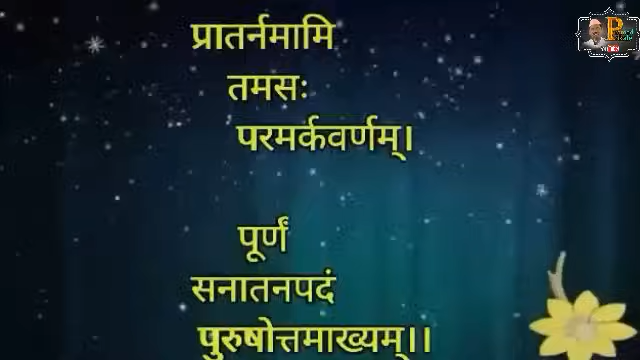 प्रातर्नमामि
तमसः
परमर्कवर्णम्।
पूर्णं
सनातनपदं
पुरुषोत्तमाख्यम्।।